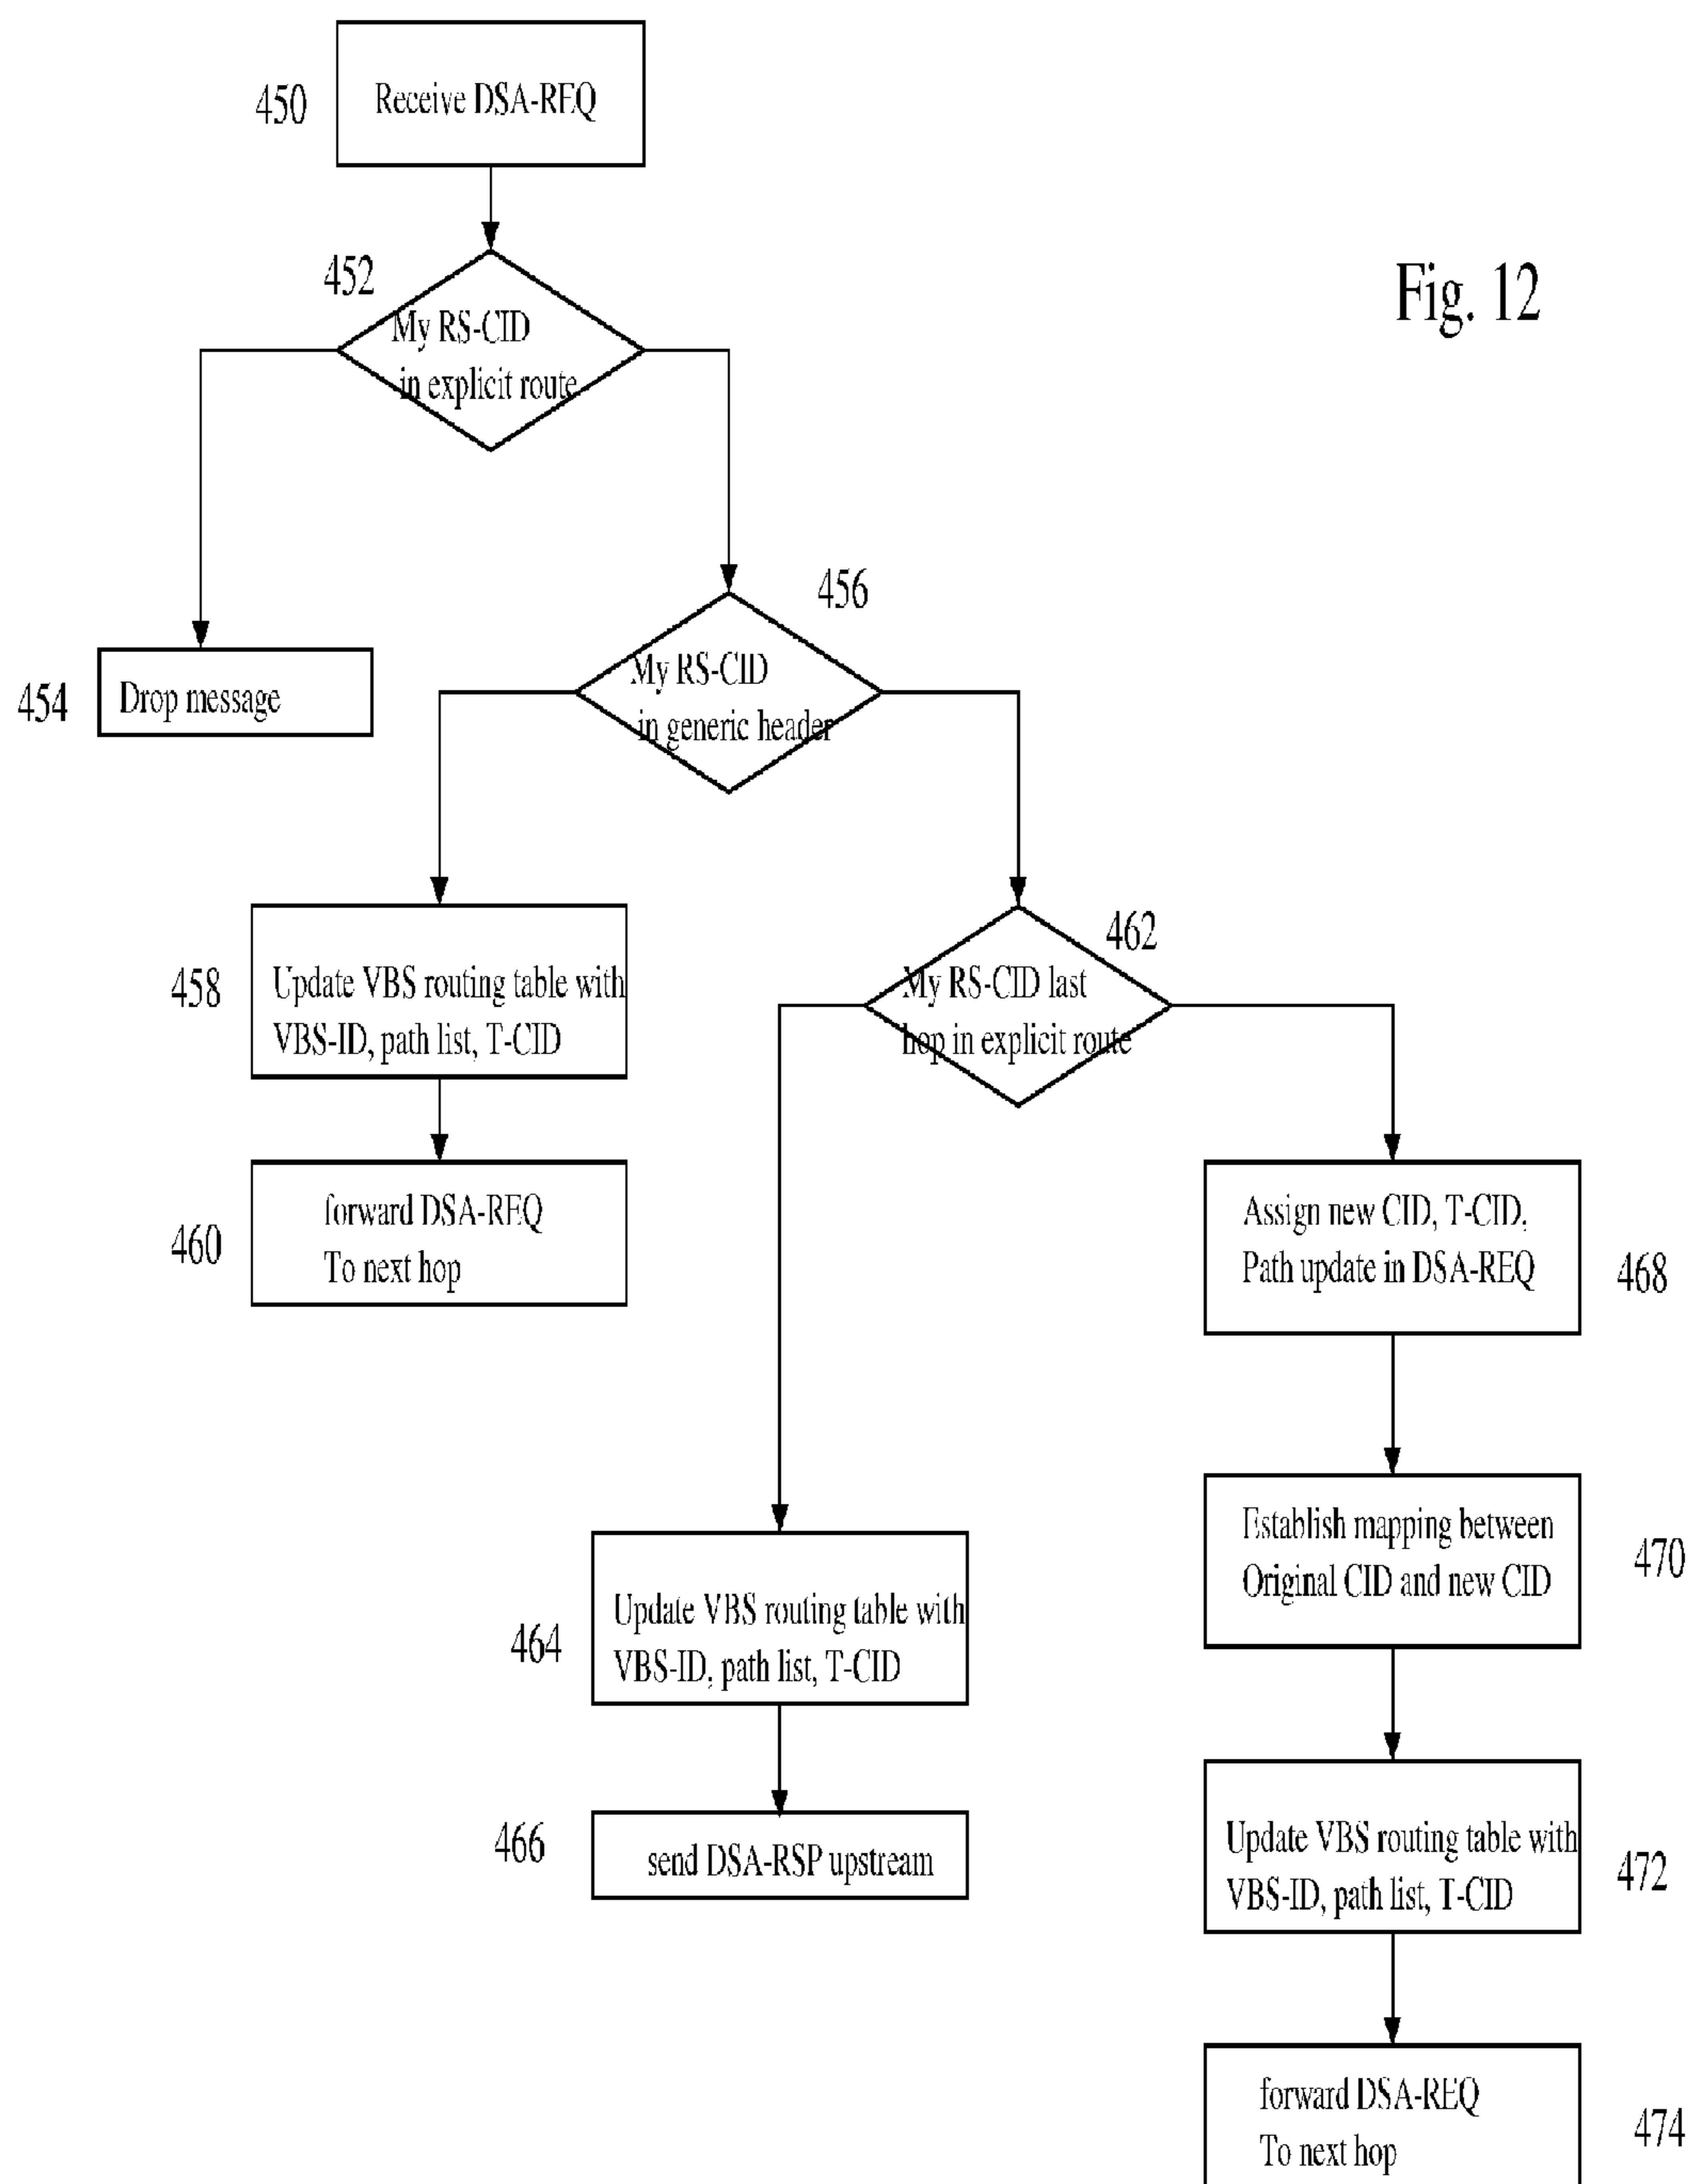 450
Receive DSA-REQ
452
My RS-CID
in explicit route
Fig. 12
456
My RS-CID
in generic header
454
Drop message
462
My RS-CID last
hop in explicit route
458
Update VBS routing table with
VBS-ID, path list, T-CID
460
forward DSA-REQ
To next hop
Assign new CID, T-CID,
Path update in DSA-REQ
468
Establish mapping between
Original CID and new CID
470
464
Update VBS routing table with
VBS-ID, path list, T-CID
466
send DSA-RSP upstream
Update VBS routing table with
VBS-ID, path list, T-CID
472
forward DSA-REQ
To next hop
474